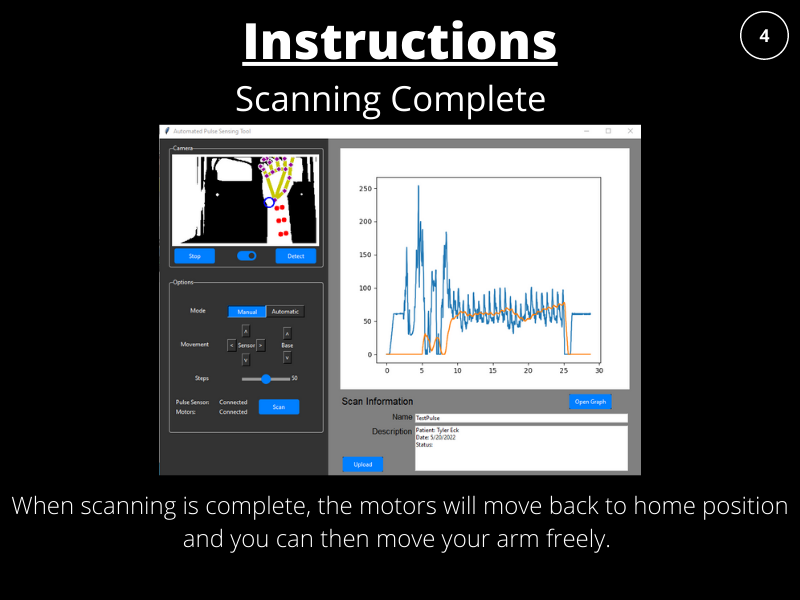 Instructions
4
Scanning Complete
Automated Pulse Sensing Tool
Camera
Stop
Detect
Options
Mode
Manual
Automatic
Movement
< Sensor >
Base
Steps
50
Pulse Sensor Connected
Motors: Connected
Scan
250
200
150
100
50
0
0 5 10 15 20 25 30
Scan Information
Open Graph
Name TestPulse
Description Patient: Tyler Eck
Date: 5/20/2022
Status:
Upload
When scanning is complete, the motors will move back to home position
and you can then move your arm freely.